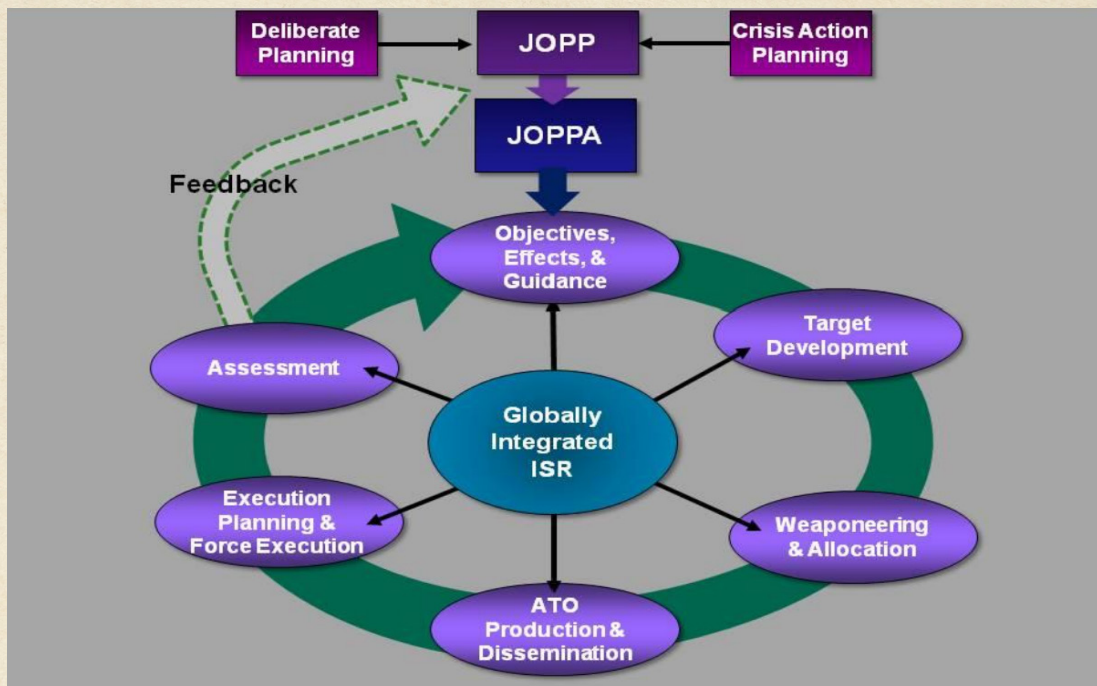 Deliberate
Planning
JOPP
Crisis Action
Planning
JOPPA
Feedback
Objectives,
Effects, &
Guidance
Target
Development
Assessment
Globally
Integrated
ISR
Execution
Planning &
Force Execution
Weaponeering
& Allocation
ATO
Production &
Dissemination